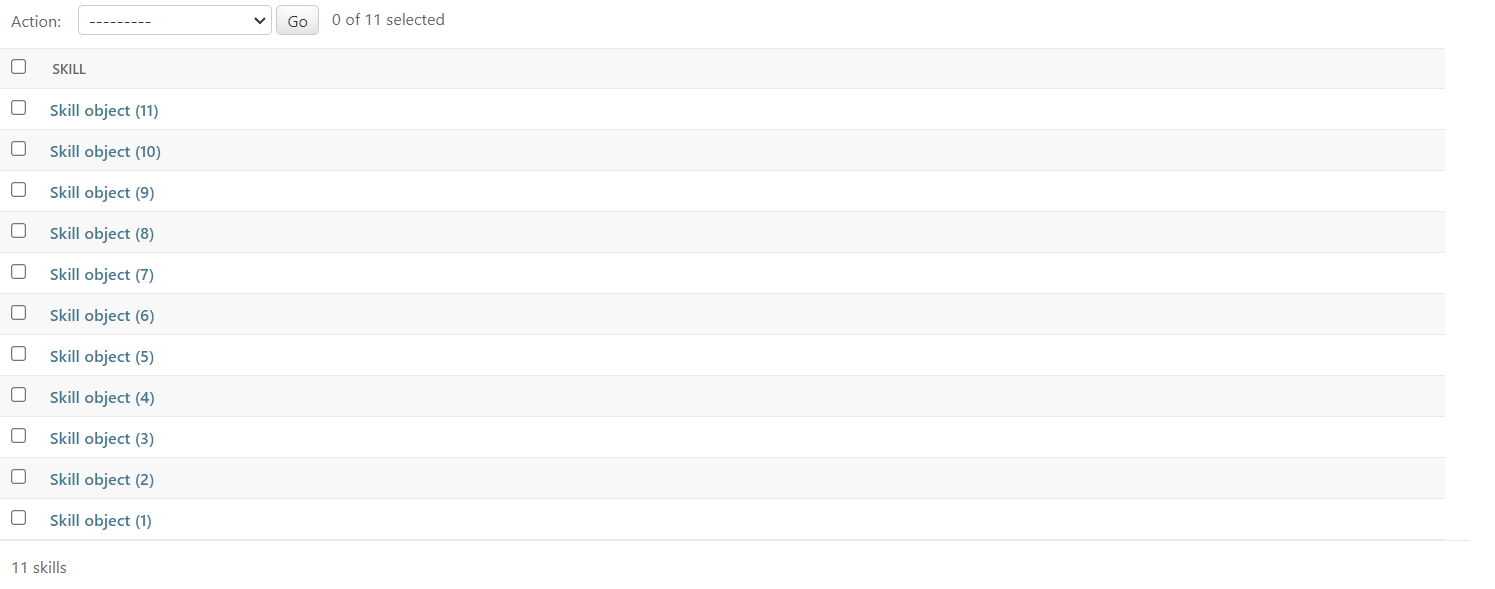 Action: --------- Go 0 of 11 selected
SKILL
Skill object (11)
Skill object (10)
Skill object (9)
Skill object (8)
Skill object (7)
Skill object (6)
Skill object (5)
Skill object (4)
Skill object (3)
Skill object (2)
Skill object (1)
11 skills